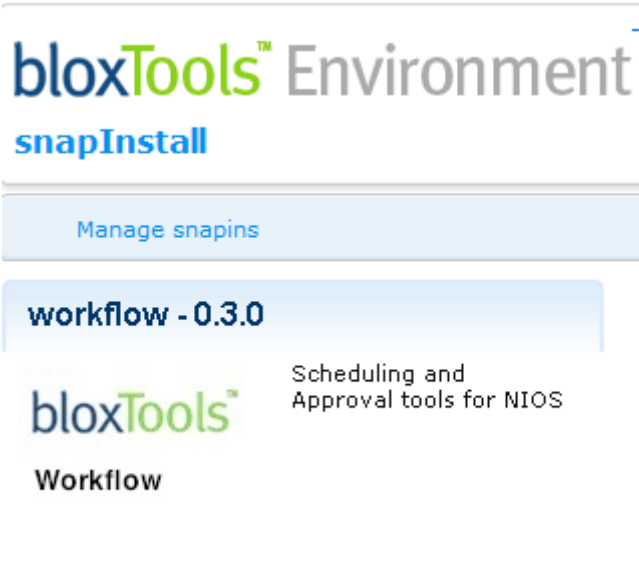 bloxTools™ Environment
snapInstall
Manage snapins
workflow - 0.3.0
Scheduling and
Approval tools for NIOS
bloxTools™
Workflow